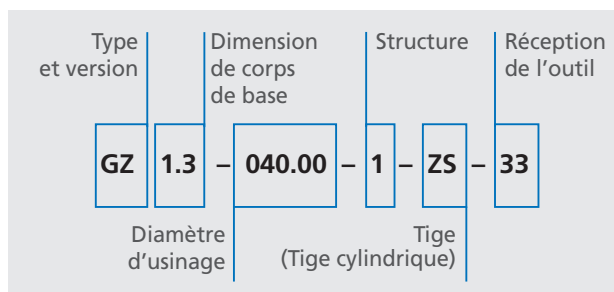 Type
et version
Dimension
de corps
de base
Structure
Réception
de l'outil
GZ 1.3 – 040.00 – 1 – ZS – 33
Diamètre
d'usinage
Tige
(Tige cylindrique)